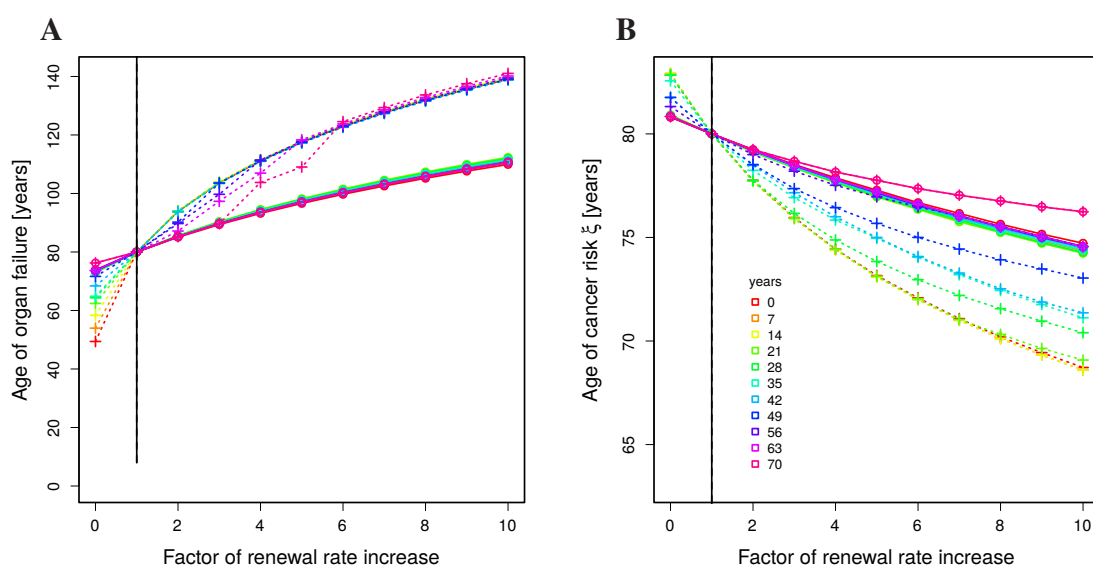 A
Age of organ failure [years]
140
120
100
80
60
40
20
0
0 2 4 6 8 10
Factor of renewal rate increase
B
Age of cancer risk ξ [years]
80
75
70
65
years
0
7
14
21
28
35
42
49
56
63
70
0 2 4 6 8 10
Factor of renewal rate increase